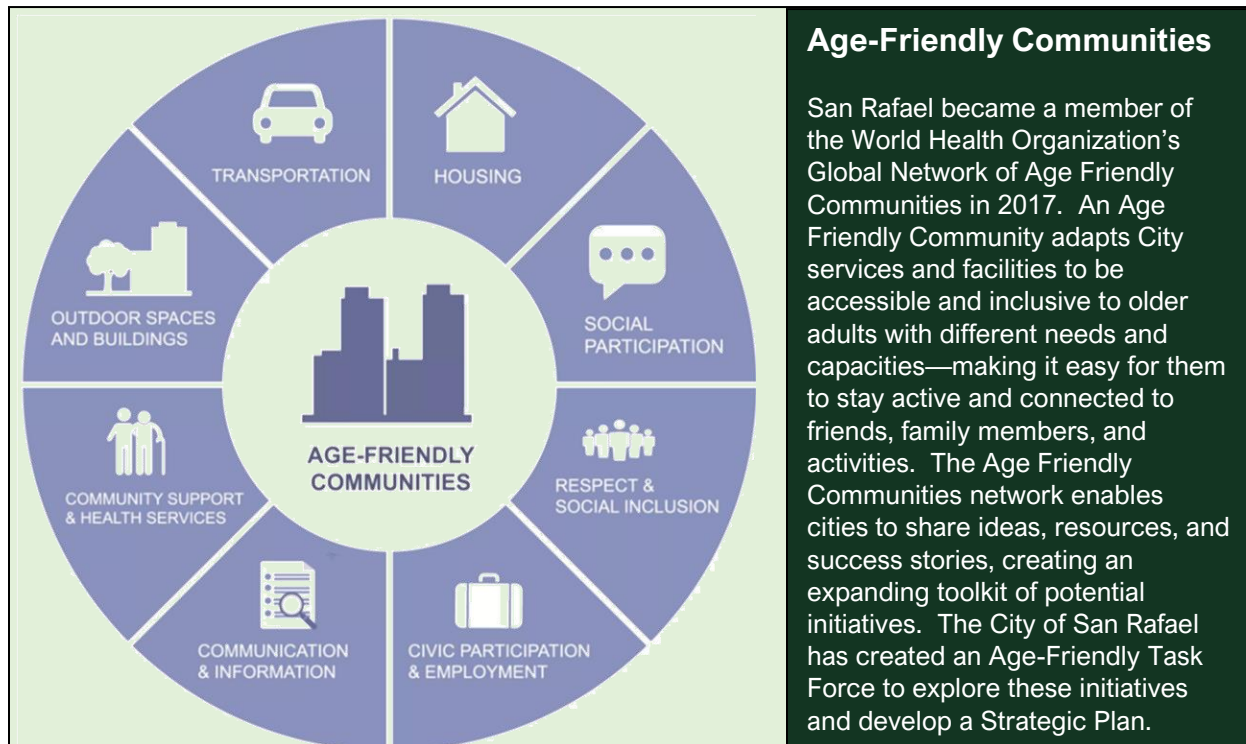 TRANSPORTATION
HOUSING
SOCIAL
PARTICIPATION
RESPECT &
SOCIAL INCLUSION
CIVIC PARTICIPATION
& EMPLOYMENT
COMMUNICATION
& INFORMATION
COMMUNITY SUPPORT
& HEALTH SERVICES
OUTDOOR SPACES
AND BUILDINGS
AGE-FRIENDLY
COMMUNITIES
Age-Friendly Communities
San Rafael became a member of
the World Health Organization’s
Global Network of Age Friendly
Communities in 2017.  An Age
Friendly Community adapts City
services and facilities to be
accessible and inclusive to older
adults with different needs and
capacities—making it easy for them
to stay active and connected to
friends, family members, and
activities.  The Age Friendly
Communities network enables
cities to share ideas, resources, and
success stories, creating an
expanding toolkit of potential
initiatives.  The City of San Rafael
has created an Age-Friendly Task
Force to explore these initiatives
and develop a Strategic Plan.